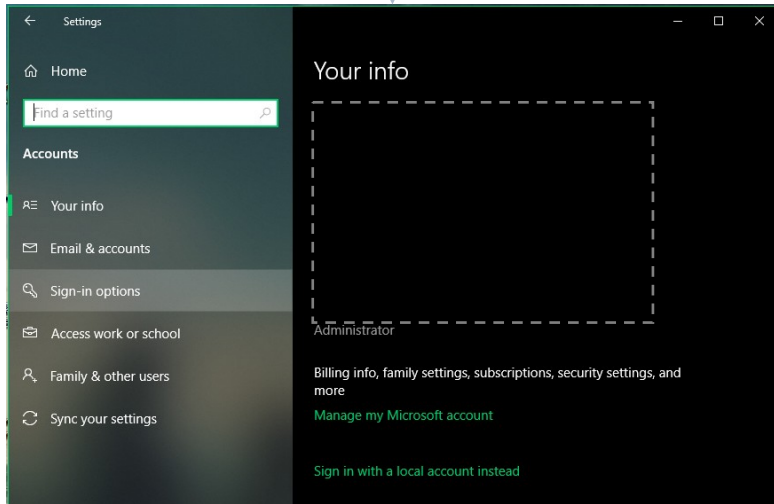 Settings
Home
Find a setting
Accounts
Your info
Email & accounts
Sign-in options
Access work or school
Family & other users
Sync your settings
Your info
Administrator
Billing info, family settings, subscriptions, security settings, and
more
Manage my Microsoft account
Sign in with a local account instead